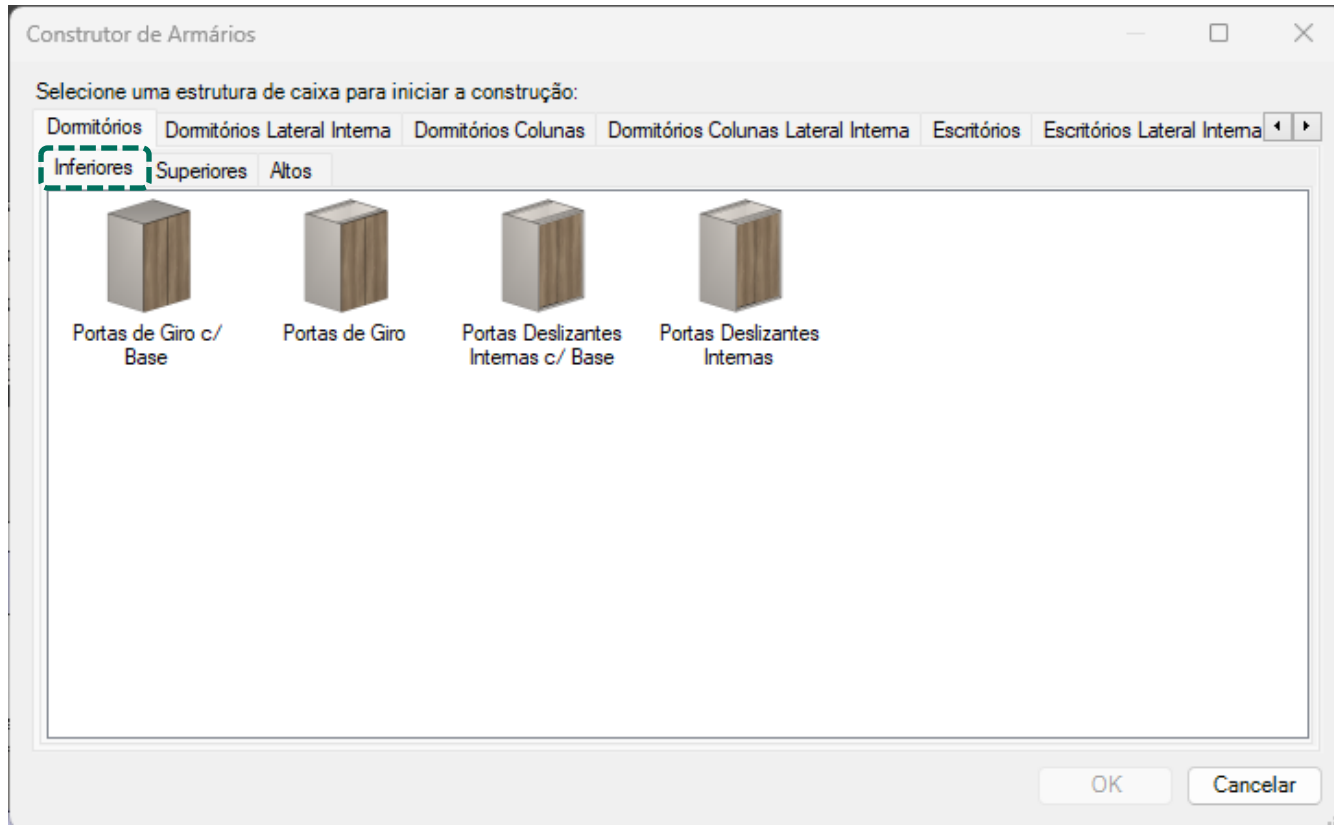 Construtor de Armários
Selecione uma estrutura de caixa para iniciar a construção:
Dormitórios Dormitórios Lateral Interna Dormitórios Colunas Dormitórios Colunas Lateral Interna Escritórios Escritórios Lateral Interna
Inferiores Superiores Altos
Portas de Giro c/ Portas de Giro Portas Deslizantes Portas Deslizantes
Base Internas c/ Base Internas
OK Cancelar